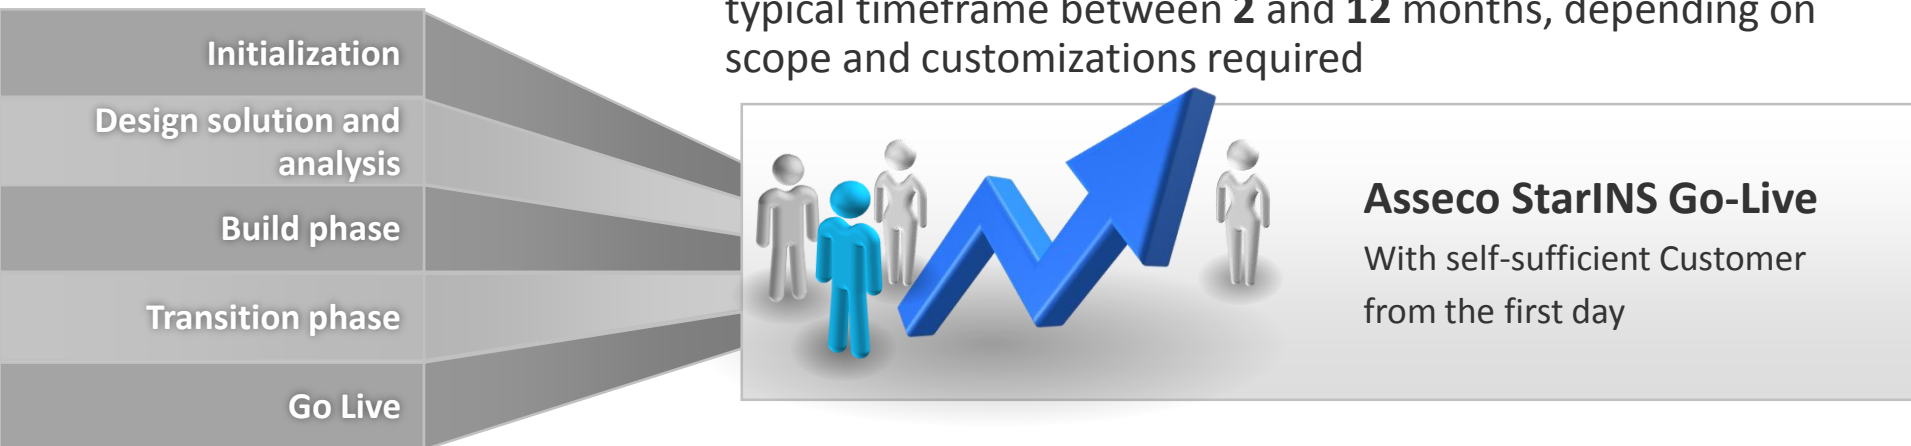 typical timeframe between 2 and 12 months, depending on
scope and customizations required
Initialization
Design solution and
analysis
Build phase
Transition phase
Go Live
Asseco StarINS Go-Live
With self-sufficient Customer
from the first day